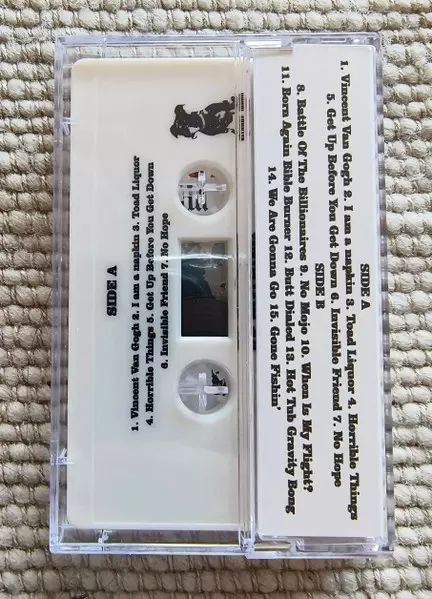 SIDE A
1. Vincent Van Gogh 2. I am a napkin 3. Toad Liquor 4. Horrible Things
5. Get Up Before You Get Down 6. Invisible Friend 7. No Hope
SIDE B
8. Battle Of The Billionaires 9. No Mojo 10. When Is My Flight?
11. Born Again Bible Burner 12. Butt Dialed 13. Hot Tub Gravity Bong
14. We Are Gonna Go 15. Gone Fishin'
SIDE A
1. Vincent Van Gogh 2. I am a napkin 3. Toad Liquor
4. Horrible Things 5. Get Up Before You Get Down
6. Invisible Friend 7. No Hope